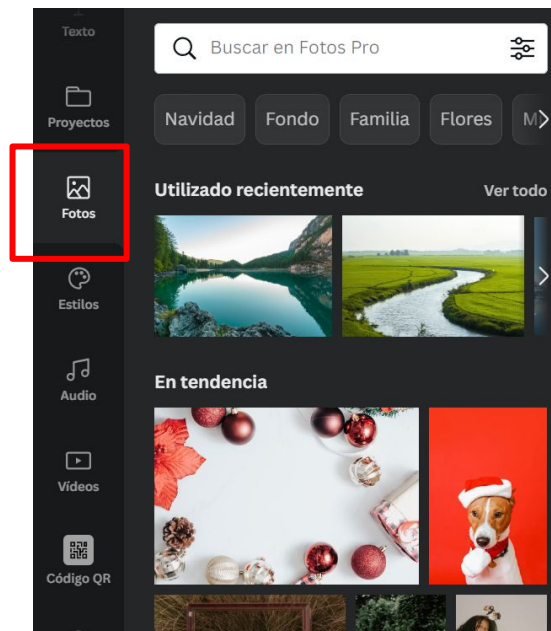 Texto
Proyectos
Fotos
Estilos
Audio
Vídeos
Código QR
Buscar en Fotos Pro
Navidad Fondo Familia Flores M
Utilizado recientemente Ver todo
En tendencia